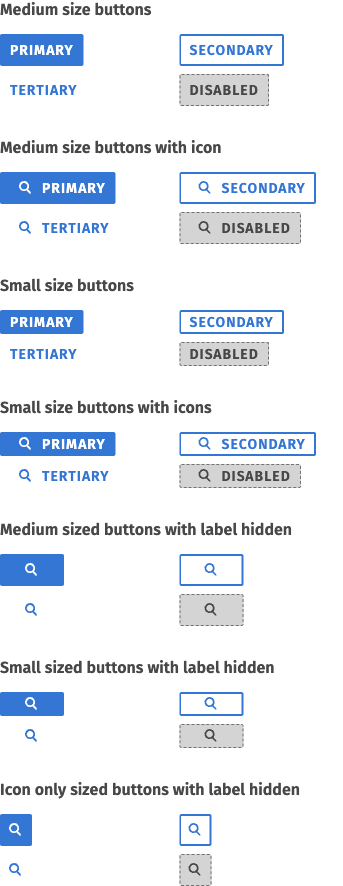 Medium size buttons
PRIMARY SECONDARY
TERTIARY DISABLED
Medium size buttons with icon
PRIMARY SECONDARY
TERTIARY DISABLED
Small size buttons
PRIMARY SECONDARY
TERTIARY DISABLED
Small size buttons with icons
PRIMARY SECONDARY
TERTIARY DISABLED
Medium sized buttons with label hidden
Small sized buttons with label hidden
Icon only sized buttons with label hidden